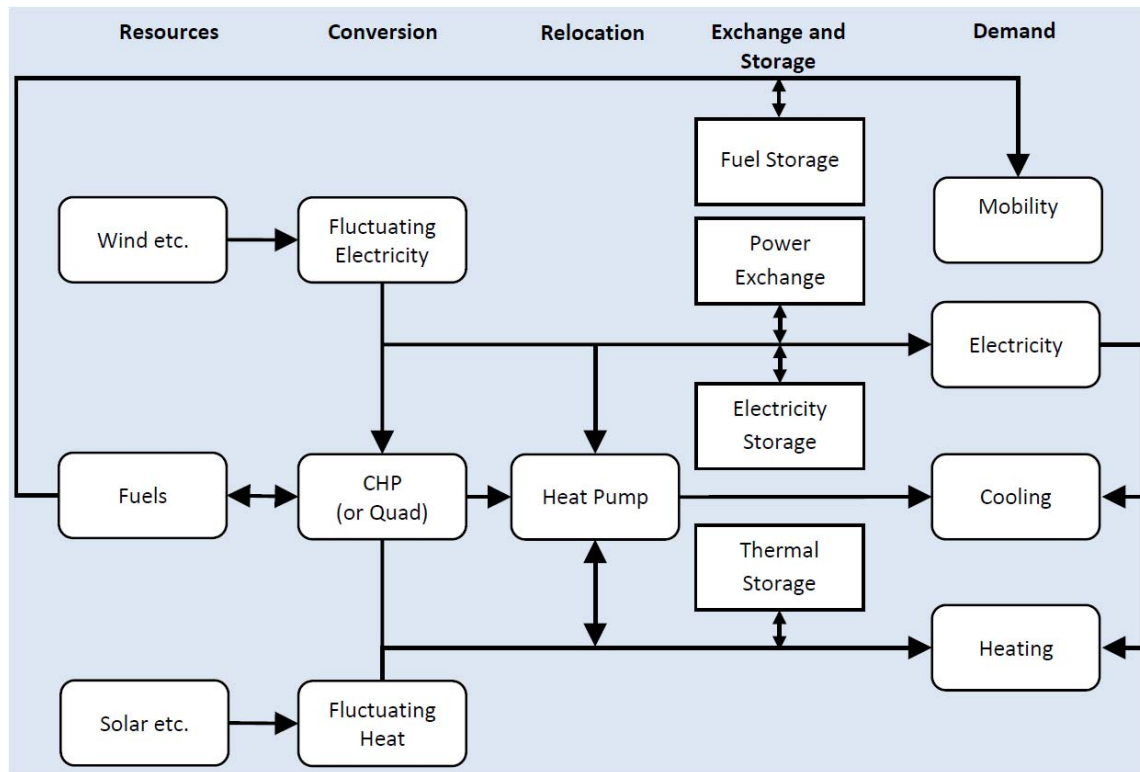 Resources
Conversion
Relocation
Exchange and
Storage
Demand
Fuel Storage
Mobility
Wind etc.
Fluctuating
Electricity
Power
Exchange
Electricity
Electricity
Storage
Fuels
CHP
(or Quad)
Heat Pump
Cooling
Thermal
Storage
Heating
Solar etc.
Fluctuating
Heat